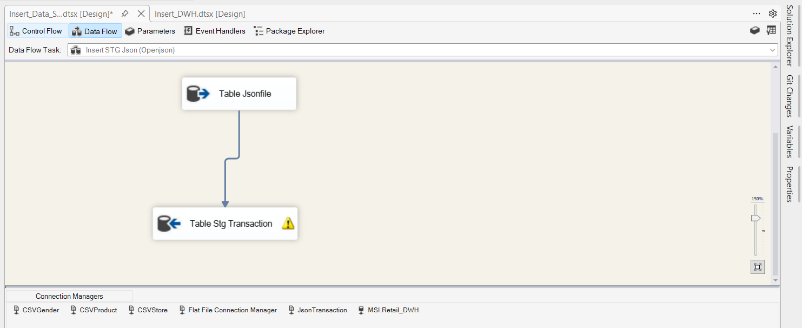 Insert_Data_S...dtsx [Design]* Insert_DWH.dtsx [Design]
Control Flow Data Flow Parameters Event Handlers Package Explorer
Data Flow Task: Insert STG Json (Openjson)
Table Jsonfile
Table Stg Transaction
150%
Connection Managers
CSVGender CSVProduct CSVStore Flat File Connection Manager JsonTransaction MSI.Retail_DWH
Solution Explorer
Git Changes
Variables
Properties